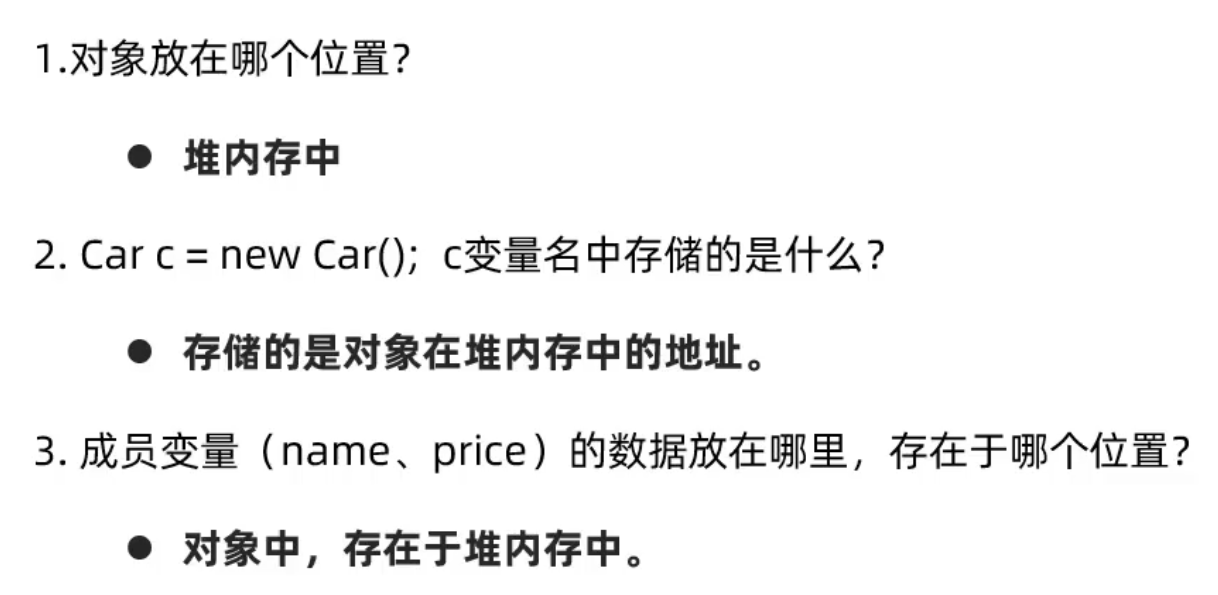 1.对象放在哪个位置?
● 堆内存中
2. Car c = new Car();  c变量名中存储的是什么?
● 存储的是对象在堆内存中的地址。
3. 成员变量（name、price）的数据放在哪里，存在于哪个位置?
● 对象中，存在于堆内存中。